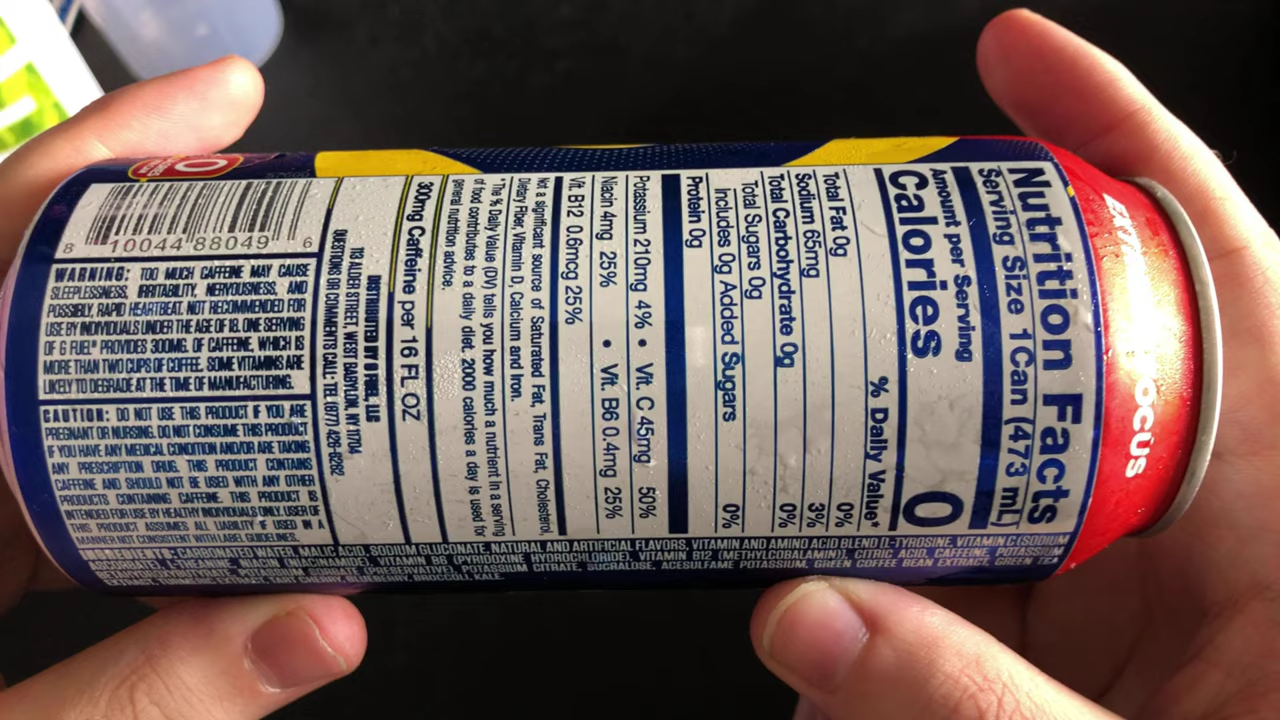 Nutrition Facts
Serving Size 1 Can (473 mL)
Amount per Serving
Calories 0
% Daily Value*
Total Fat 0g 0%
Sodium 65mg 3%
Total Carbohydrate 0g 0%
Total Sugars 0g
Includes 0g Added Sugars 0%
Protein 0g
Potassium 210mg 4% • Vit. C 45mg 50%
Niacin 4mg 25% • Vit. B6 0.4mg 25%
Vit. B12 0.6mcg 25%
Not a significant source of Saturated Fat, Trans Fat, Cholesterol,
Dietary Fiber, Vitamin D, Calcium and Iron.
*The % Daily Value (DV) tells you how much a nutrient in a serving
of food contributes to a daily diet. 2000 calories a day is used for
general nutrition advice.
300mg Caffeine per 16 FL OZ
DISTRIBUTED BY G FUEL, LLC
113 ALDER STREET, WEST BABYLON, NY 11704
QUESTIONS OR COMMENTS CALL: TEL (877) 426-6262
8 10044 88049 6
WARNING: TOO MUCH CAFFEINE MAY CAUSE
SLEEPLESSNESS, IRRITABILITY, NERVOUSNESS, AND
POSSIBLY, RAPID HEARTBEAT. NOT RECOMMENDED FOR
USE BY INDIVIDUALS UNDER THE AGE OF 18. ONE SERVING
OF G FUEL® PROVIDES 300MG. OF CAFFEINE, WHICH IS
MORE THAN TWO CUPS OF COFFEE. SOME VITAMINS ARE
LIKELY TO DEGRADE AT THE TIME OF MANUFACTURING.
CAUTION: DO NOT USE THIS PRODUCT IF YOU ARE
PREGNANT OR NURSING. DO NOT CONSUME THIS PRODUCT
IF YOU HAVE ANY MEDICAL CONDITION AND/OR ARE TAKING
ANY PRESCRIPTION DRUG. THIS PRODUCT CONTAINS
CAFFEINE AND SHOULD NOT BE USED WITH ANY OTHER
PRODUCTS CONTAINING CAFFEINE. THIS PRODUCT IS
INTENDED FOR USE BY HEALTHY INDIVIDUALS ONLY. USER OF
THIS PRODUCT ASSUMES ALL LIABILITY IF USED IN A
MANNER NOT CONSISTENT WITH LABEL GUIDELINES.
INGREDIENTS: CARBONATED WATER, MALIC ACID, SODIUM GLUCONATE, NATURAL AND ARTIFICIAL FLAVORS, VITAMIN AND AMINO ACID BLEND [L-TYROSINE, VITAMIN C (SODIUM
ASCORBATE), L-THEANINE, NIACIN (NIACINAMIDE), VITAMIN B6 (PYRIDOXINE HYDROCHLORIDE), VITAMIN B12 (METHYLCOBALAMIN)], CITRIC ACID, CAFFEINE, POTASSIUM
(PRESERVATIVE), POTASSIUM CITRATE, SUCRALOSE, ACESULFAME POTASSIUM, GREEN COFFEE BEAN EXTRACT, GREEN TEA
TART CHERRY, BLUEBERRY, BROCCOLI, KALE.
FOCUS